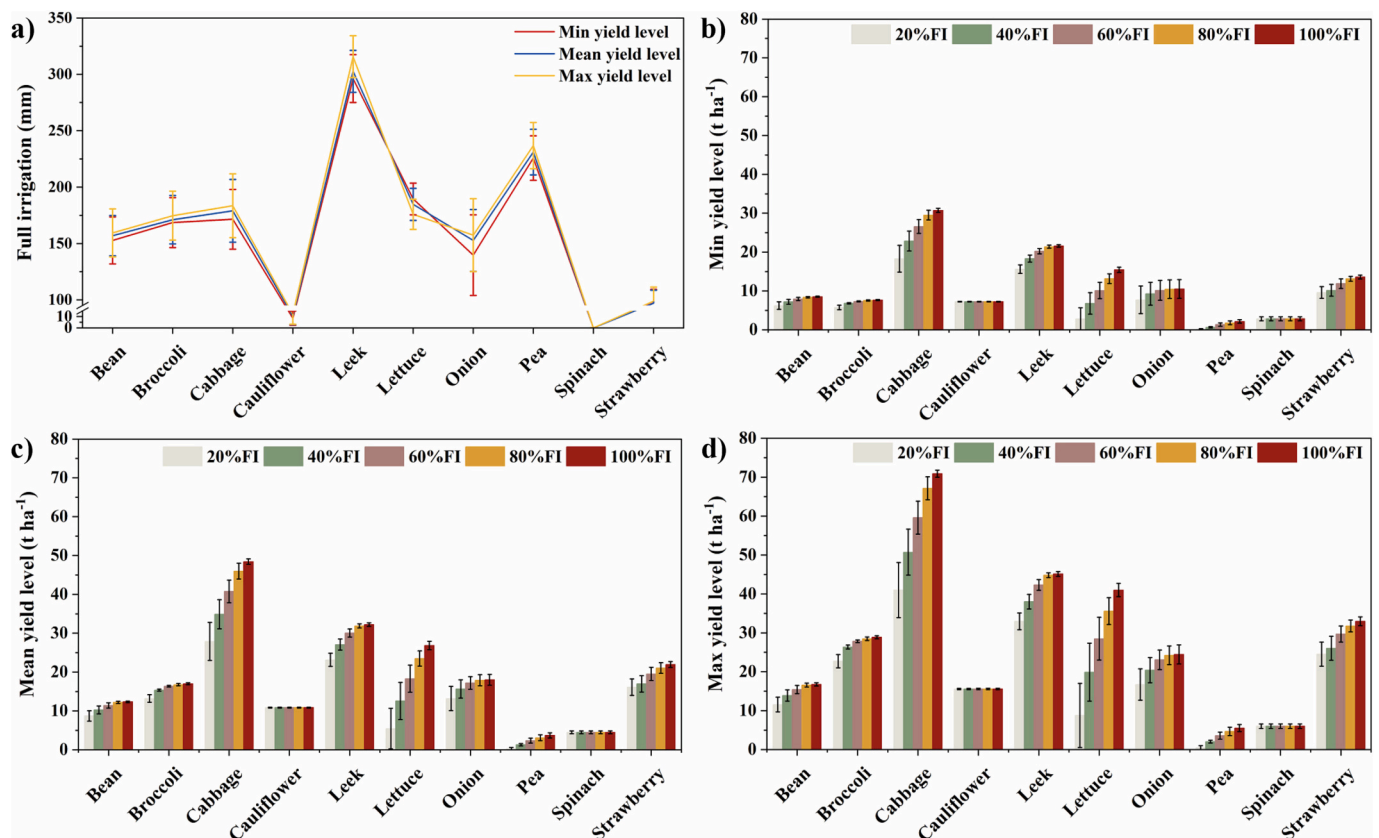 a)
Full irrigation (mm)
350
300
250
200
150
100
10
0
Min yield level
Mean yield level
Max yield level
Bean
Broccoli
Cabbage
Cauliflower
Leek
Lettuce
Onion
Pea
Spinach
Strawberry
b)
Min yield level (t ha⁻¹)
80
70
60
50
40
30
20
10
0
20%FI 40%FI 60%FI 80%FI 100%FI
Bean
Broccoli
Cabbage
Cauliflower
Leek
Lettuce
Onion
Pea
Spinach
Strawberry
c)
Mean yield level (t ha⁻¹)
80
70
60
50
40
30
20
10
0
20%FI 40%FI 60%FI 80%FI 100%FI
Bean
Broccoli
Cabbage
Cauliflower
Leek
Lettuce
Onion
Pea
Spinach
Strawberry
d)
Max yield level (t ha⁻¹)
80
70
60
50
40
30
20
10
0
20%FI 40%FI 60%FI 80%FI 100%FI
Bean
Broccoli
Cabbage
Cauliflower
Leek
Lettuce
Onion
Pea
Spinach
Strawberry